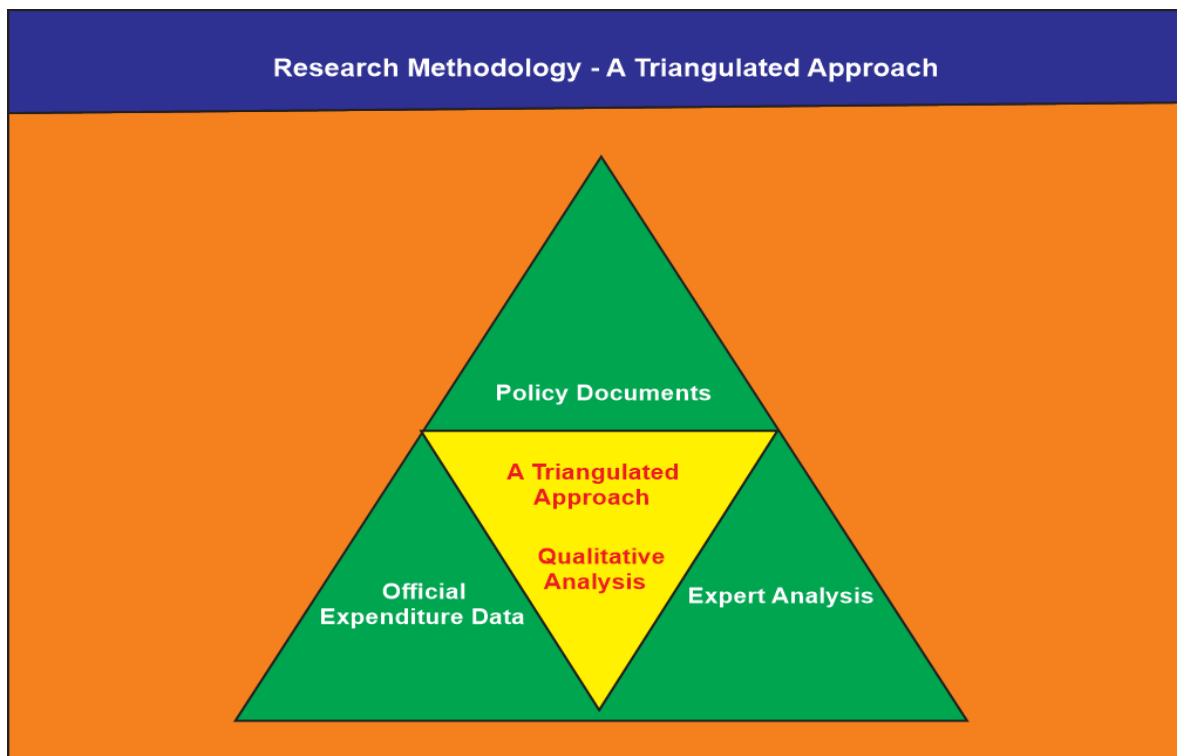 Research Methodology - A Triangulated Approach
Policy Documents
A Triangulated
Approach
Qualitative
Analysis
Official
Expenditure Data
Expert Analysis